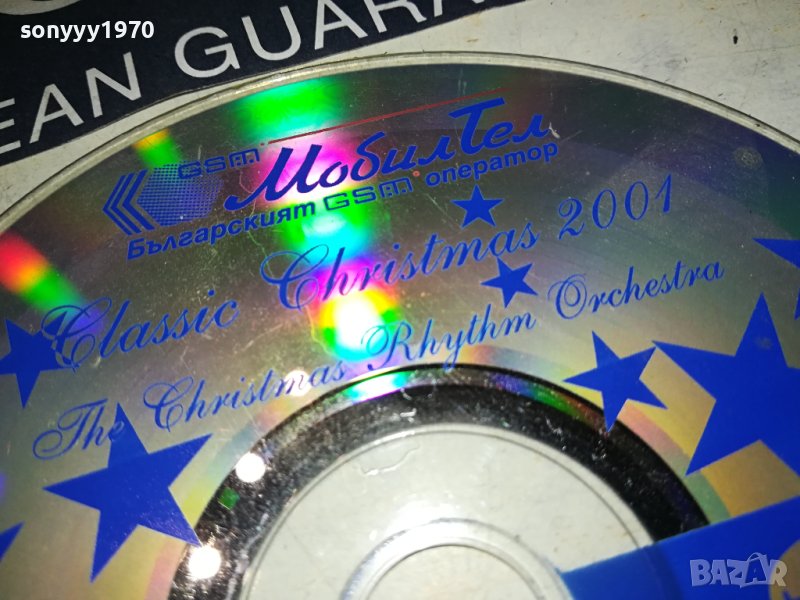 sonyyy1970
EAN GUARA
GSM МобилТел
Българският GSM оператор
Classic Christmas 2001
The Christmas Rhythm Orchestra
BAZAR